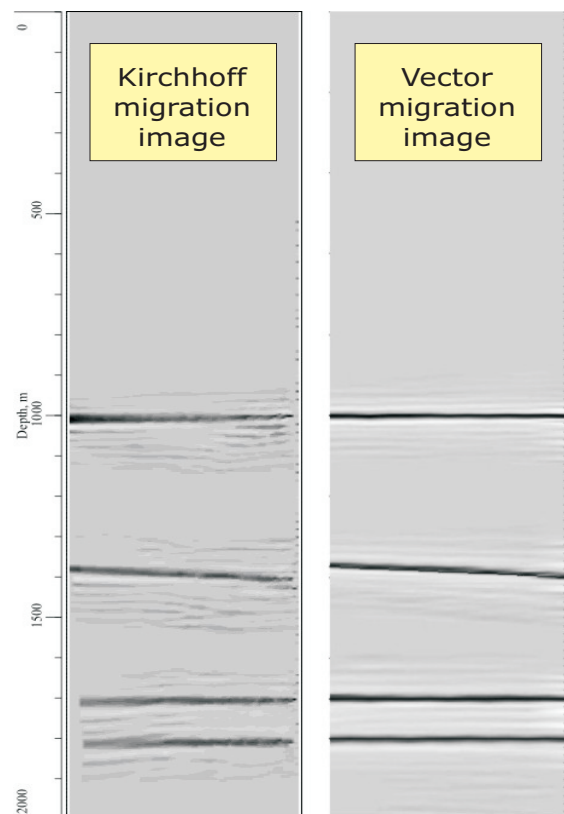 Kirchhoff
migration
image
Vector
migration
image
0
500
Depth, m
1000
1500
2000